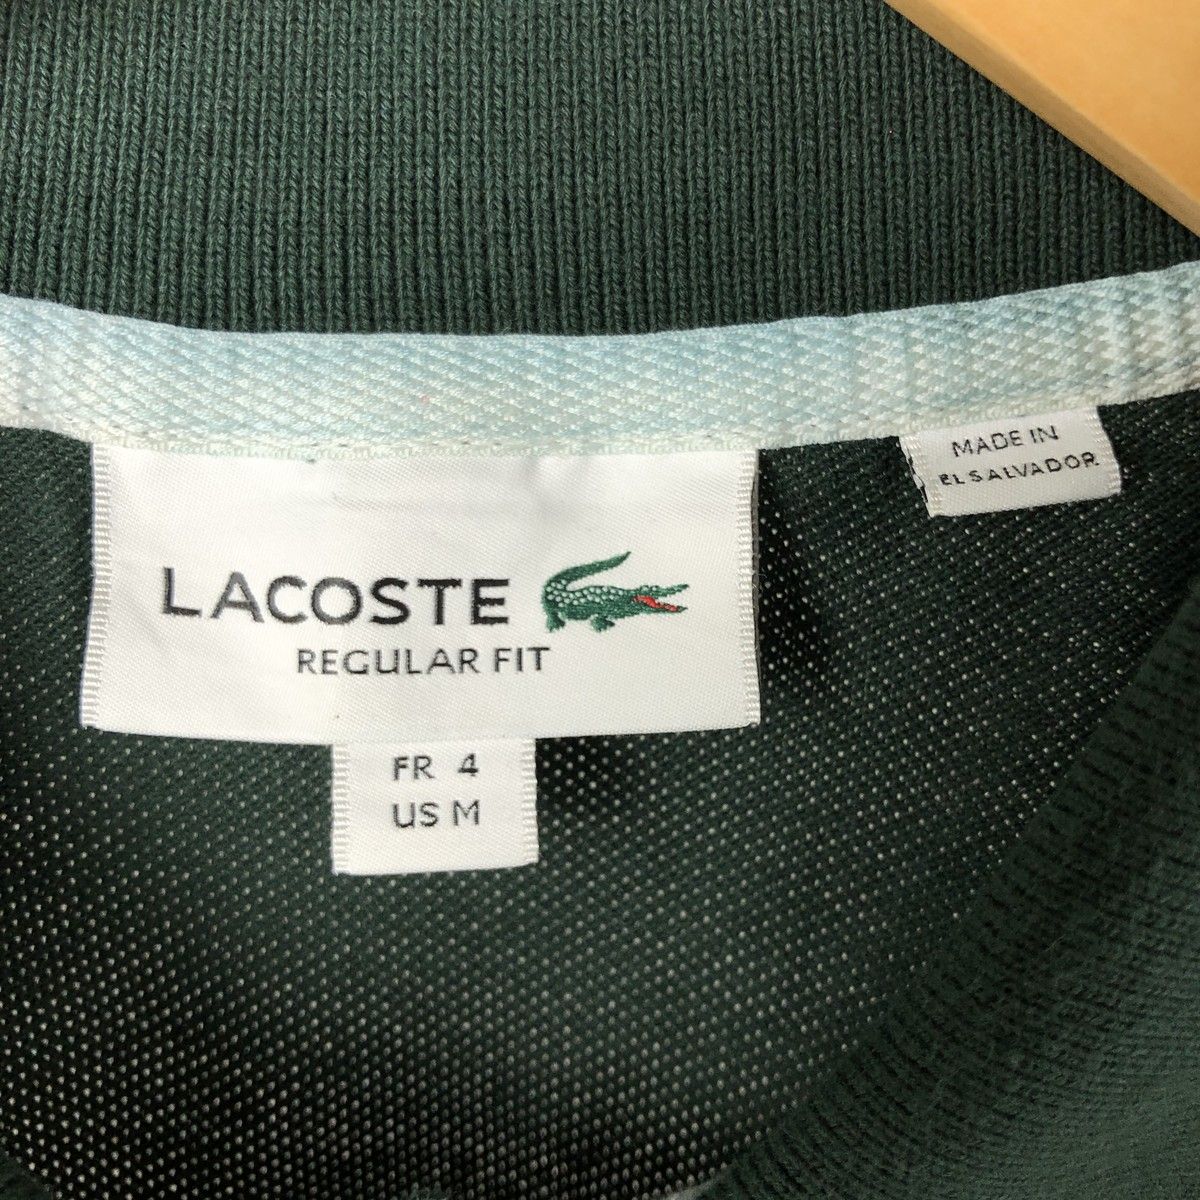 LACOSTE
REGULAR FIT
FR 4
US M
MADE IN
EL SALVADOR